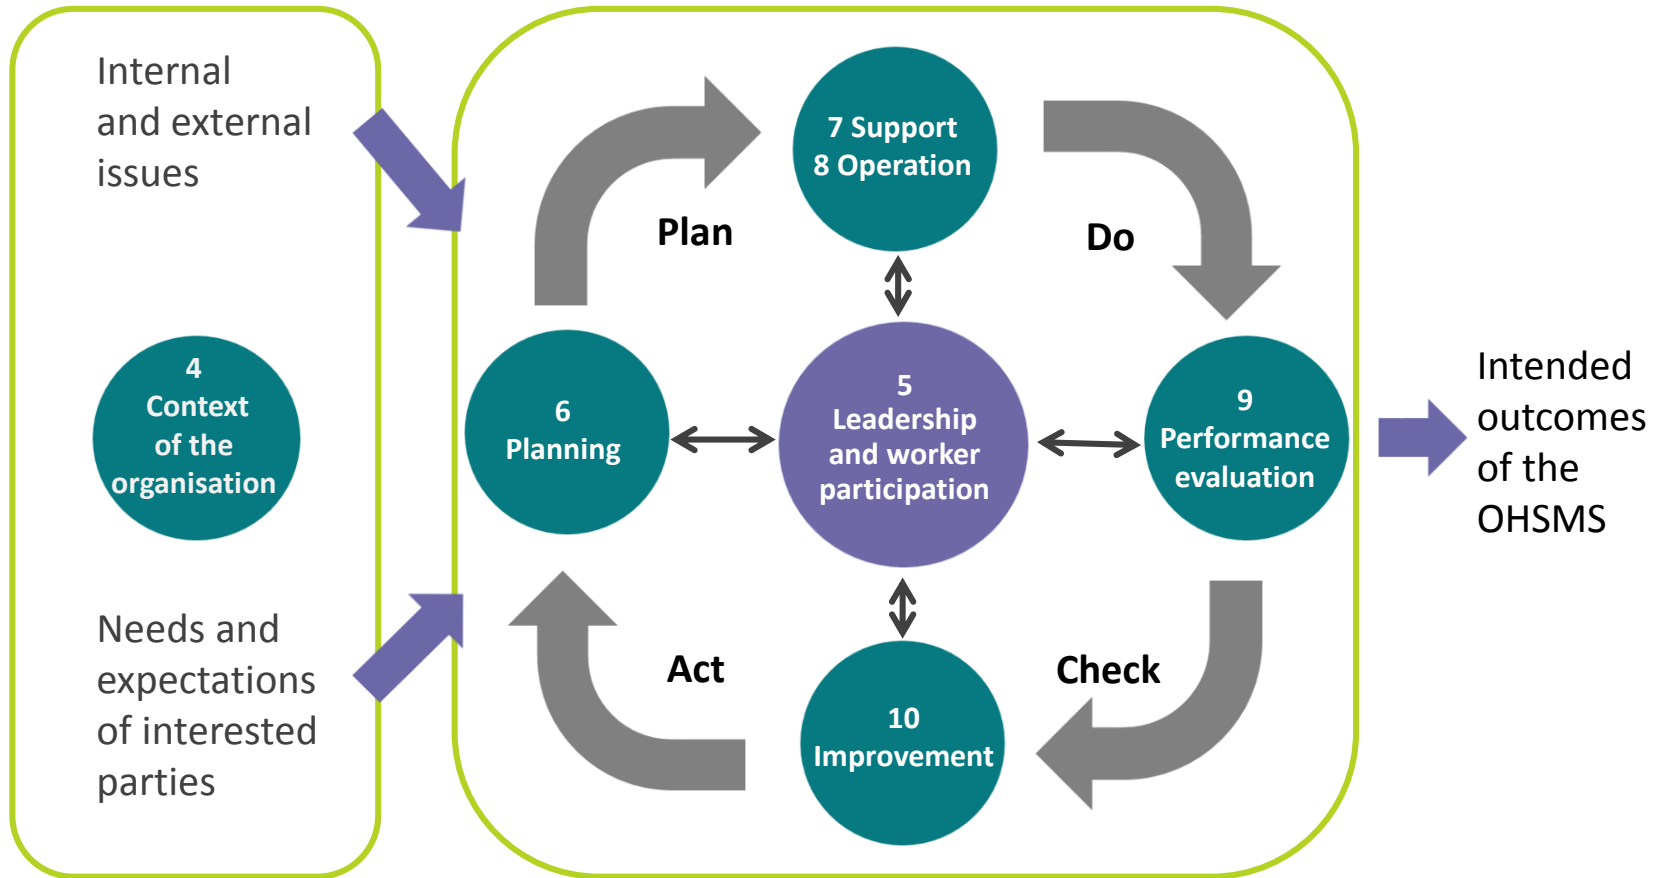 Internal
and external
issues
4
Context
of the
organisation
Needs and
expectations
of interested
parties
7 Support
8 Operation
Plan
Do
6
Planning
5
Leadership
and worker
participation
9
Performance
evaluation
Act
Check
10
Improvement
Intended
outcomes
of the
OHSMS